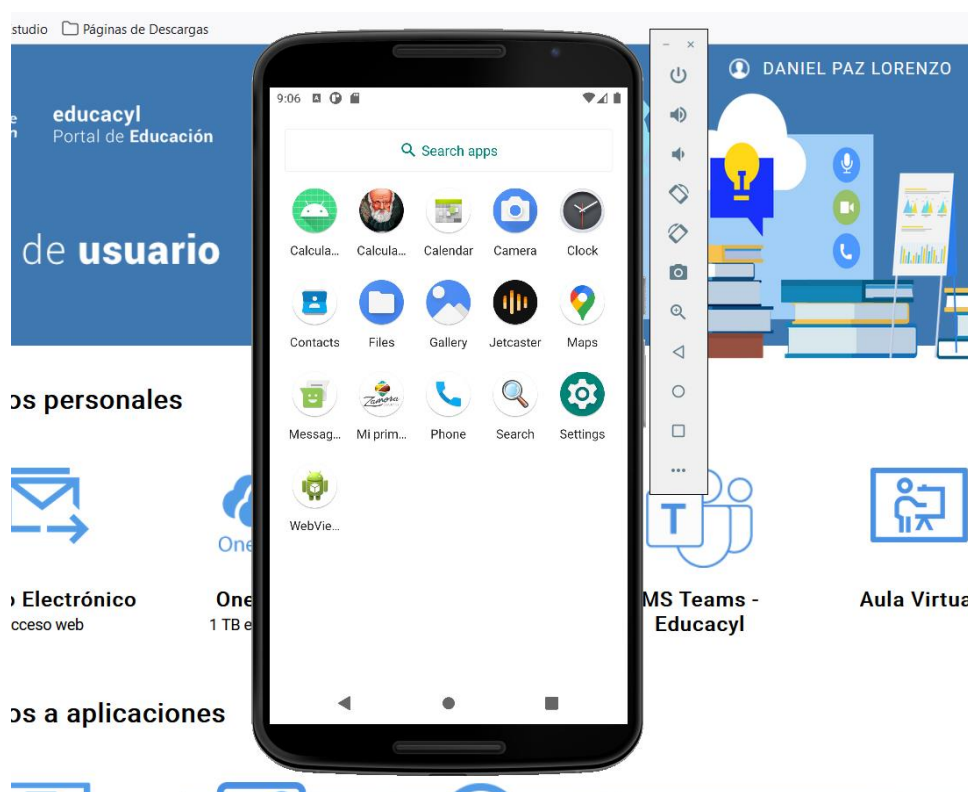 studio Páginas de Descargas
DANIEL PAZ LORENZO
educacyl
Portal de Educación
de usuario
9:06
Search apps
Calcula... Calcula... Calendar Camera Clock
Contacts Files Gallery Jetcaster Maps
Messag... Mi prim... Phone Search Settings
Zamora
WebVie...
os personales
One
T
o Electrónico
cceso web
One
1 TB e
MS Teams -
Educacyl
Aula Virtua
os a aplicaciones